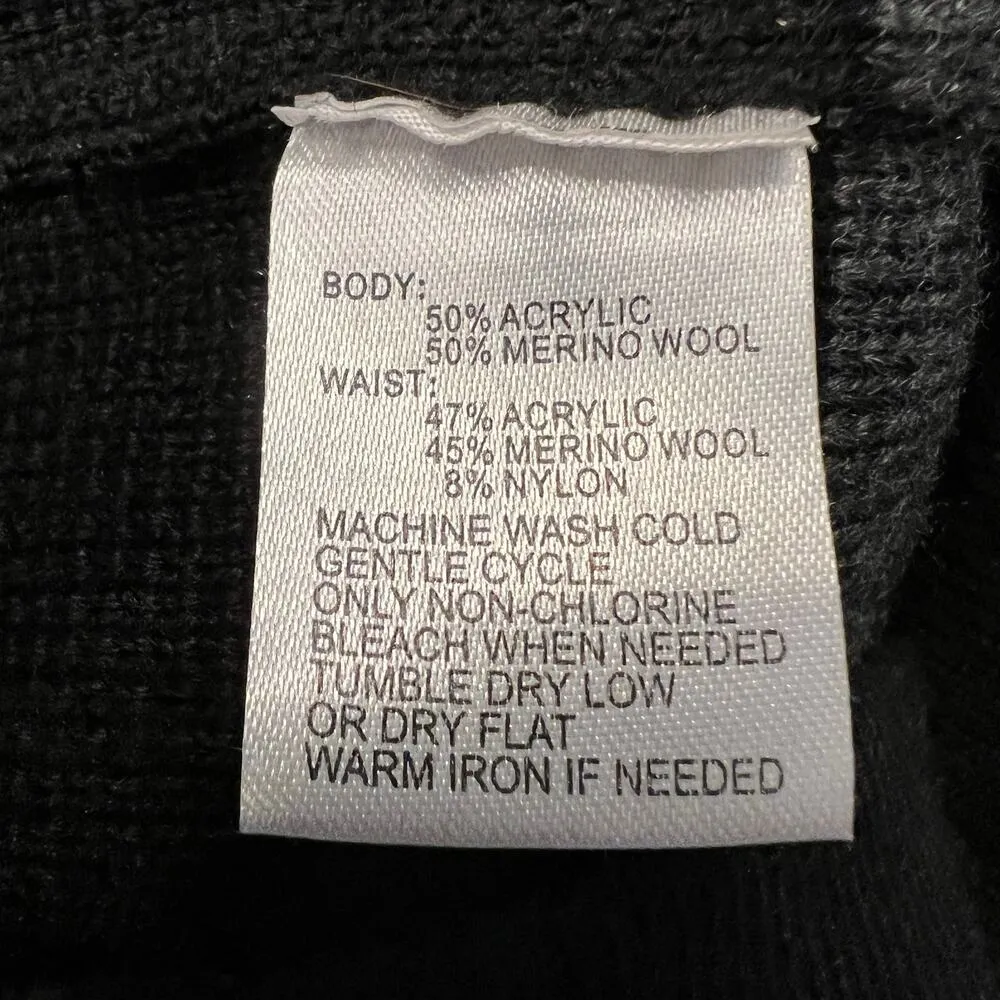 BODY:
50% ACRYLIC
50% MERINO WOOL
WAIST:
47% ACRYLIC
45% MERINO WOOL
8% NYLON
MACHINE WASH COLD
GENTLE CYCLE
ONLY NON-CHLORINE
BLEACH WHEN NEEDED
TUMBLE DRY LOW
OR DRY FLAT
WARM IRON IF NEEDED